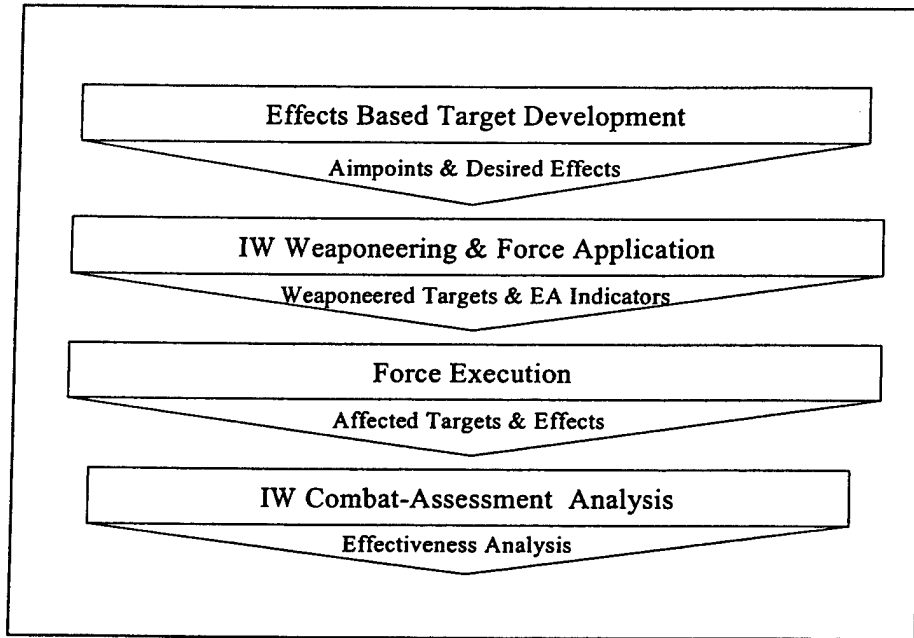 Effects Based Target Development
Aimpoints & Desired Effects
IW Weaponeering & Force Application
Weaponeered Targets & EA Indicators
Force Execution
Affected Targets & Effects
IW Combat-Assessment Analysis
Effectiveness Analysis